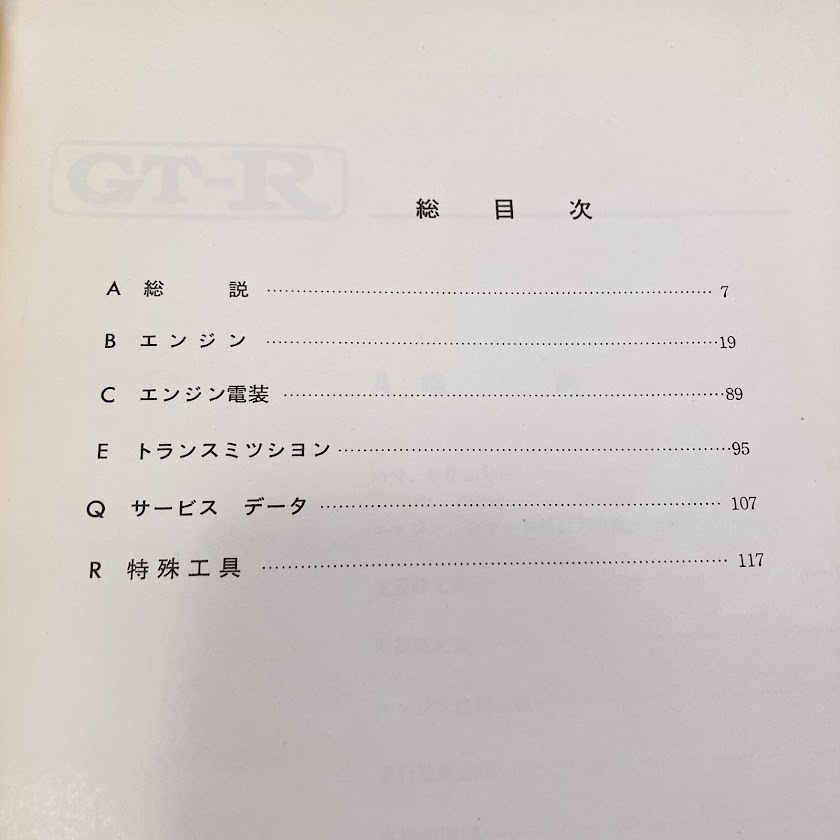 GT-R
総 目 次
A 総 説 …… 7
B エンジン …… 19
C エンジン電装 …… 89
E トランスミツシヨン …… 95
Q サービス データ …… 107
R 特殊工具 …… 117